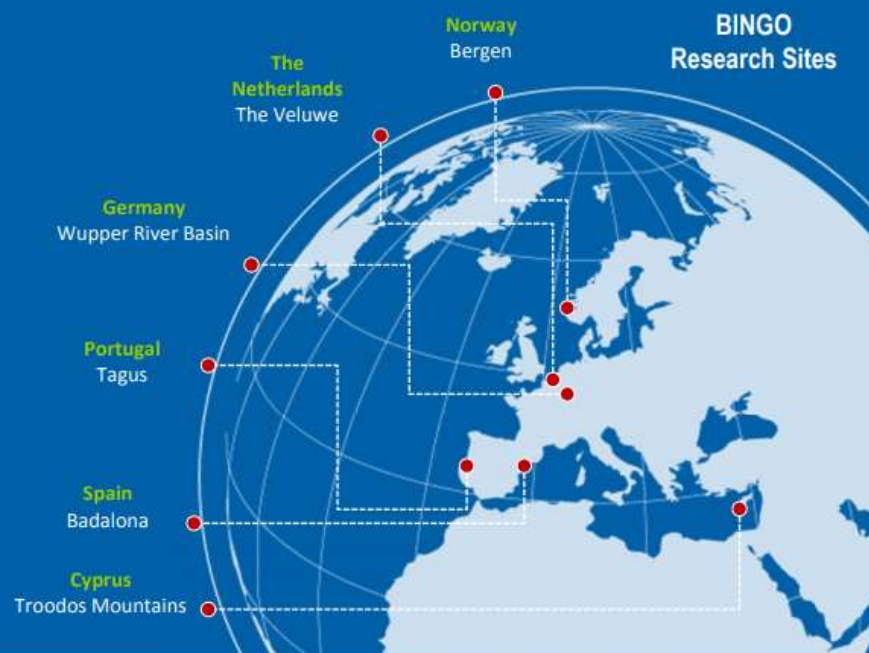 BINGO
Research Sites
Norway
Bergen
The
Netherlands
The Veluwe
Germany
Wupper River Basin
Portugal
Tagus
Spain
Badalona
Cyprus
Troodos Mountains